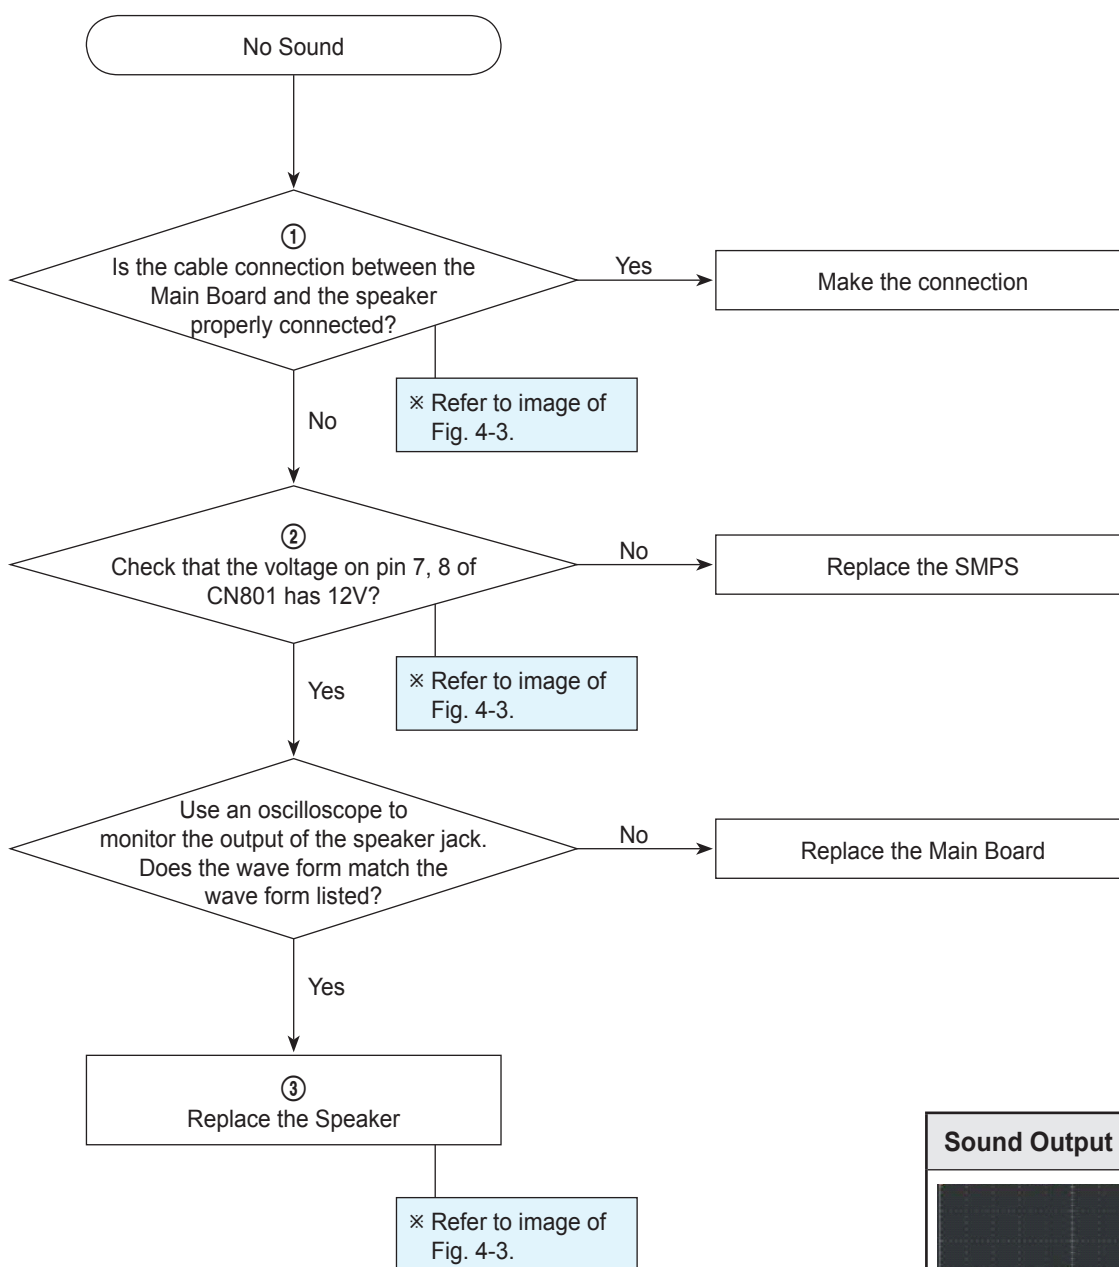 No Sound
①
Is the cable connection between the
Main Board and the speaker
properly connected?
Yes
Make the connection
※ Refer to image of
Fig. 4-3.
No
②
Check that the voltage on pin 7, 8 of
CN801 has 12V?
No
Replace the SMPS
※ Refer to image of
Fig. 4-3.
Yes
Use an oscilloscope to
monitor the output of the speaker jack.
Does the wave form match the
wave form listed?
No
Replace the Main Board
Yes
③
Replace the Speaker
※ Refer to image of
Fig. 4-3.
Sound Output